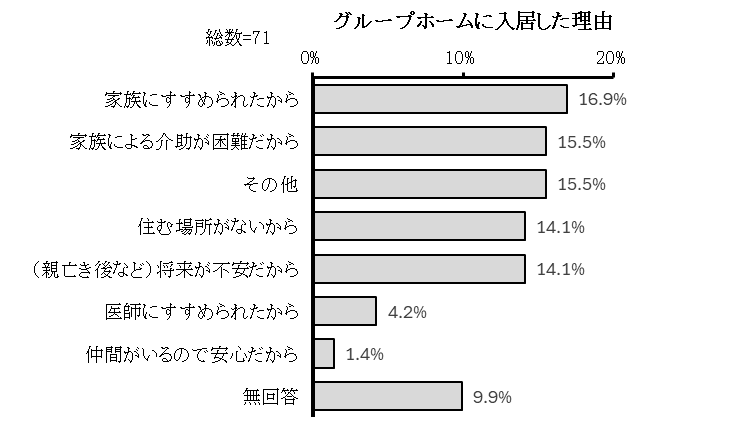 グループホームに入居した理由
総数=71
0% 10% 20%
家族にすすめられたから 16.9%
家族による介助が困難だから 15.5%
その他 15.5%
住む場所がないから 14.1%
（親亡き後など）将来が不安だから 14.1%
医師にすすめられたから 4.2%
仲間がいるので安心だから 1.4%
無回答 9.9%